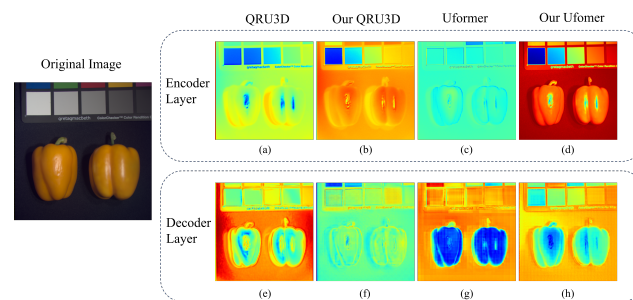 QRU3D Our QRU3D Uformer Our Ufomer
Original Image
Encoder
Layer
(a) (b) (c) (d)
Decoder
Layer
(e) (f) (g) (h)